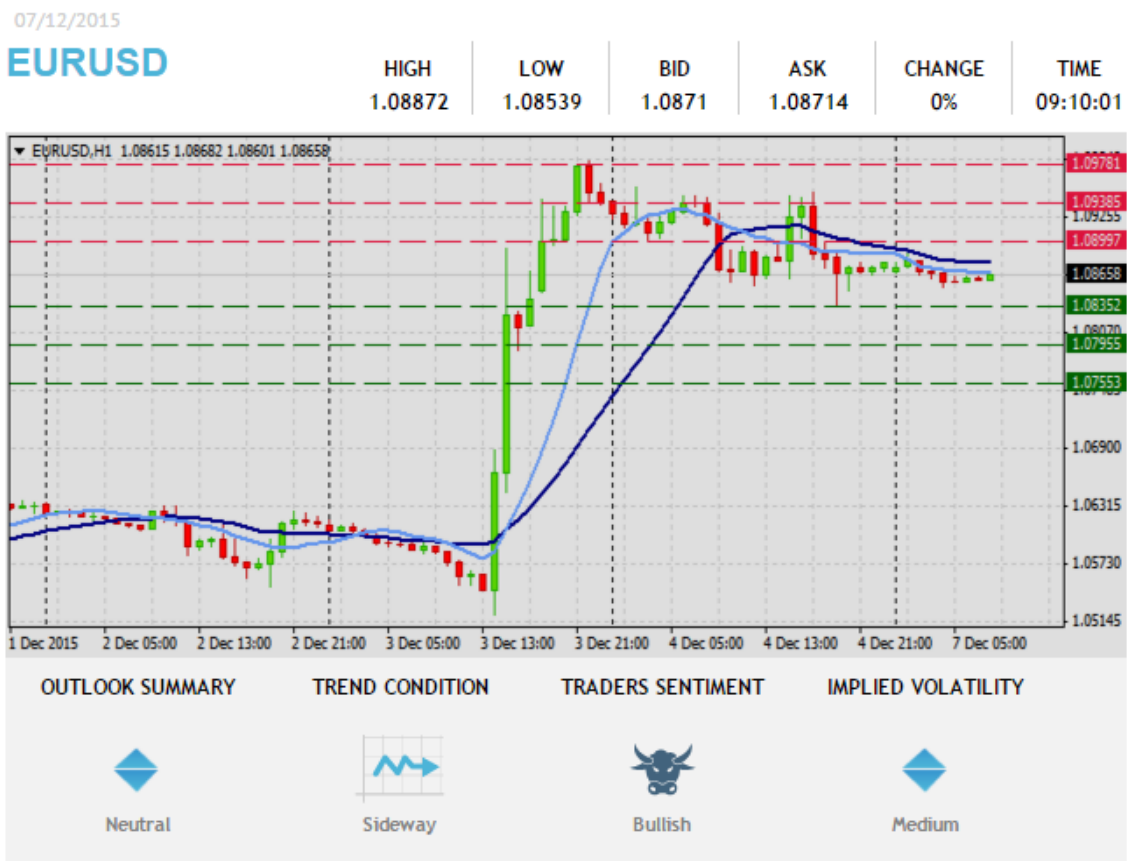 07/12/2015
EURUSD
HIGH LOW BID ASK CHANGE TIME
1.08872 1.08539 1.0871 1.08714 0% 09:10:01
EURUSD,H1 1.08615 1.08682 1.08601 1.08658
1.09781
1.09385
1.09255
1.08997
1.08658
1.08352
1.08070
1.07955
1.07553
1.06900
1.06315
1.05730
1.05145
1 Dec 2015 2 Dec 05:00 2 Dec 13:00 2 Dec 21:00 3 Dec 05:00 3 Dec 13:00 3 Dec 21:00 4 Dec 05:00 4 Dec 13:00 4 Dec 21:00 7 Dec 05:00
OUTLOOK SUMMARY TREND CONDITION TRADERS SENTIMENT IMPLIED VOLATILITY
Neutral Sideway Bullish Medium